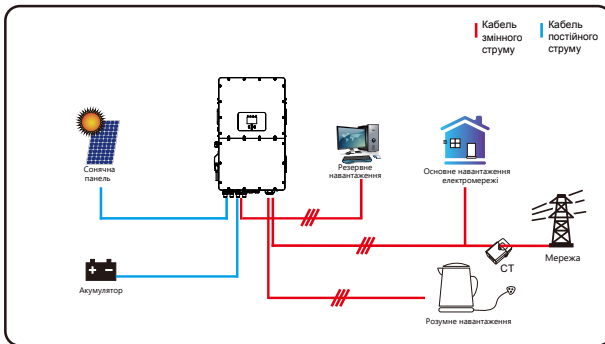 Кабель
змінного
струму
Кабель
постійного
струму
Сонячна
панель
Резервне
навантаження
Основне навантаження
електромережі
Мережа
CT
Акумулятор
Розумне навантаження